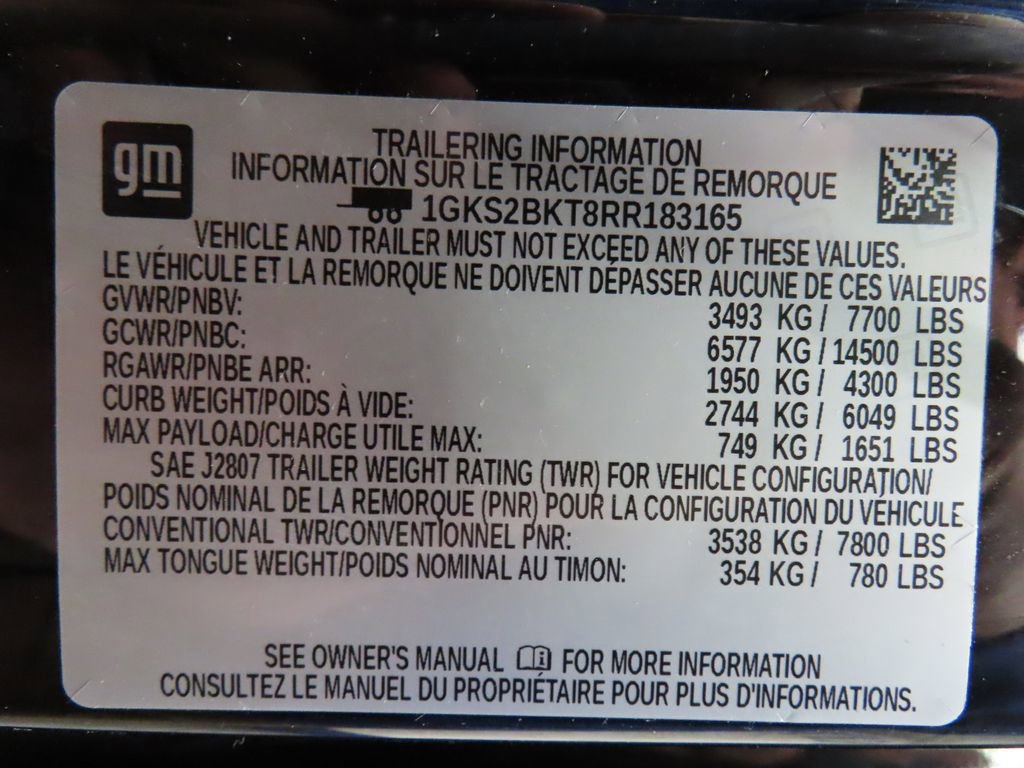 gm
TRAILERING INFORMATION
INFORMATION SUR LE TRACTAGE DE REMORQUE
1GKS2BKT8RR183165
VEHICLE AND TRAILER MUST NOT EXCEED ANY OF THESE VALUES.
LE VÉHICULE ET LA REMORQUE NE DOIVENT DÉPASSER AUCUNE DE CES VALEURS
GVWR/PNBV: 3493 KG / 7700 LBS
GCWR/PNBC: 6577 KG / 14500 LBS
RGAWR/PNBE ARR: 1950 KG / 4300 LBS
CURB WEIGHT/POIDS À VIDE: 2744 KG / 6049 LBS
MAX PAYLOAD/CHARGE UTILE MAX: 749 KG / 1651 LBS
SAE J2807 TRAILER WEIGHT RATING (TWR) FOR VEHICLE CONFIGURATION/
POIDS NOMINAL DE LA REMORQUE (PNR) POUR LA CONFIGURATION DU VÉHICULE
CONVENTIONAL TWR/CONVENTIONNEL PNR: 3538 KG / 7800 LBS
MAX TONGUE WEIGHT/POIDS NOMINAL AU TIMON: 354 KG / 780 LBS
SEE OWNER'S MANUAL FOR MORE INFORMATION
CONSULTEZ LE MANUEL DU PROPRIÉTAIRE POUR PLUS D'INFORMATIONS.